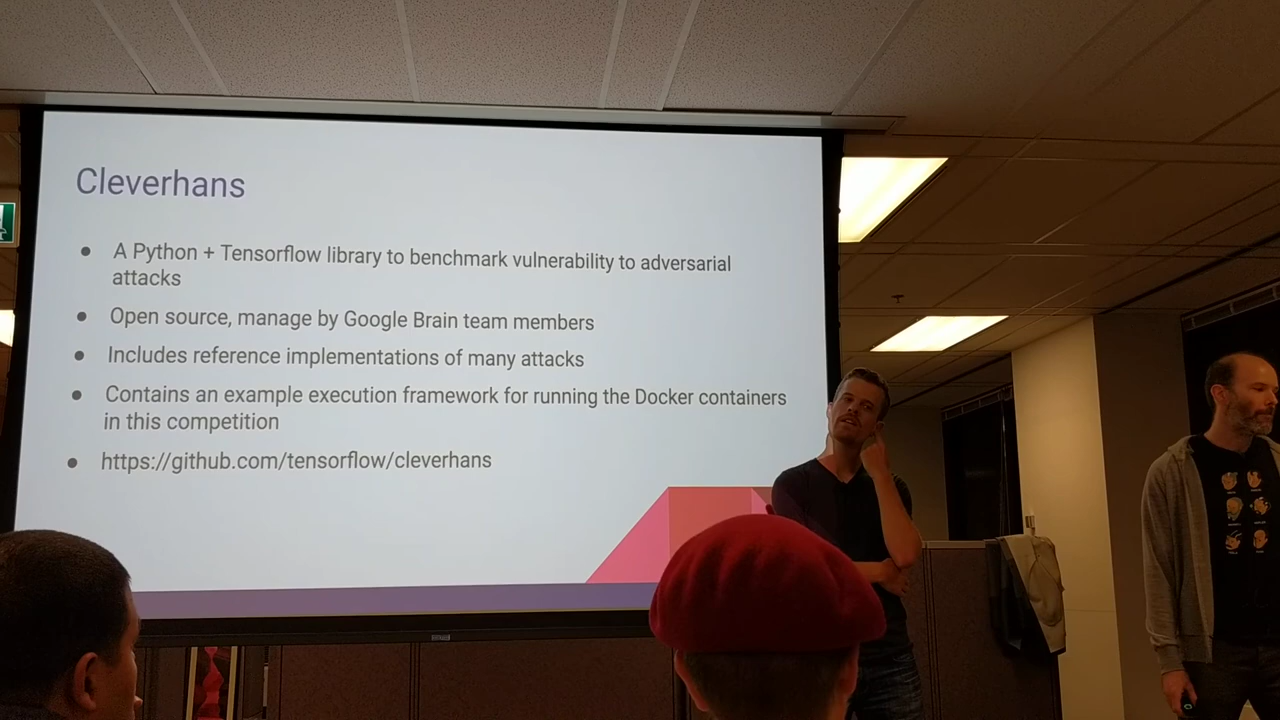 Cleverhans
● A Python + Tensorflow library to benchmark vulnerability to adversarial
attacks
● Open source, manage by Google Brain team members
● Includes reference implementations of many attacks
● Contains an example execution framework for running the Docker containers
in this competition
● https://github.com/tensorflow/cleverhans